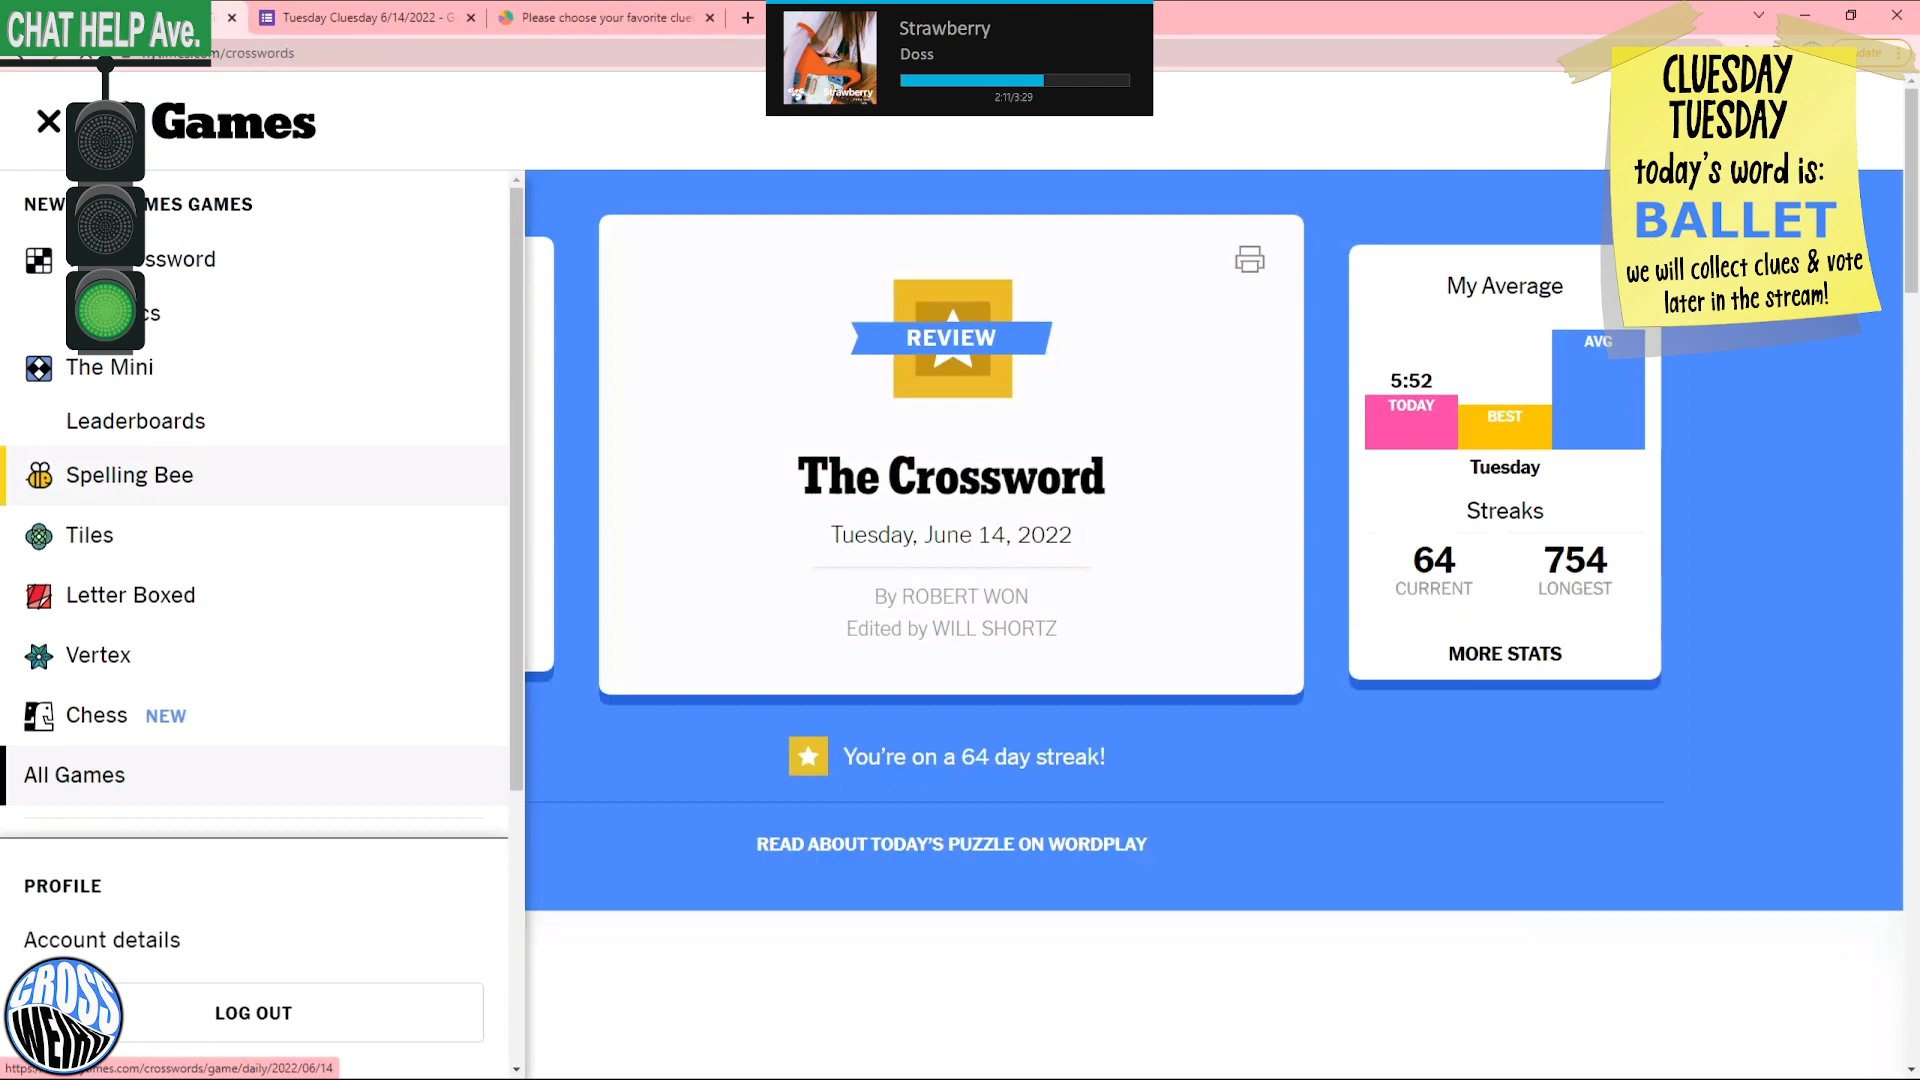 CHAT HELP Ave.
Tuesday Cluesday 6/14/2022 - G
Please choose your favorite clue
/crosswords
Strawberry
Doss
2:11/3:29
Strawberry
CLUESDAY
TUESDAY
today's word is:
BALLET
we will collect clues & vote
later in the stream!
Games
NEW MES GAMES
ssword
cs
The Mini
Leaderboards
Spelling Bee
Tiles
Letter Boxed
Vertex
Chess NEW
All Games
PROFILE
Account details
LOG OUT
CROSS
WEIRD
imes.com/crosswords/game/daily/2022/06/14
REVIEW
The Crossword
Tuesday, June 14, 2022
By ROBERT WON
Edited by WILL SHORTZ
You're on a 64 day streak!
READ ABOUT TODAY'S PUZZLE ON WORDPLAY
My Average
5:52
TODAY
BEST
AVG
Tuesday
Streaks
64
CURRENT
754
LONGEST
MORE STATS